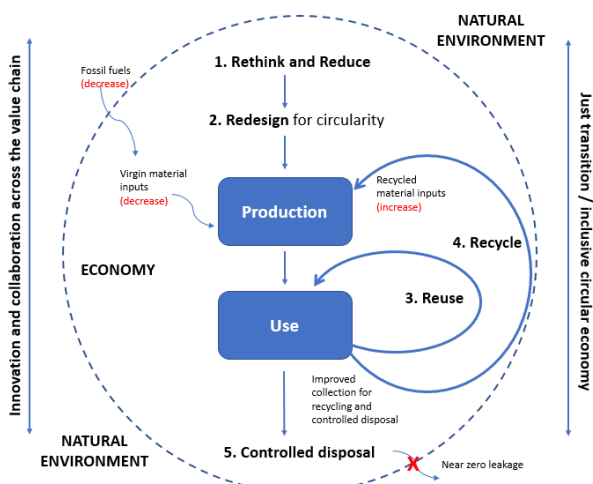 NATURAL
ENVIRONMENT
1. Rethink and Reduce
Fossil fuels
(decrease)
2. Redesign for circularity
Virgin material
inputs
(decrease)
Recycled
material inputs
(increase)
Production
4. Recycle
ECONOMY
3. Reuse
Use
Improved
collection for
recycling and
controlled disposal
NATURAL
ENVIRONMENT
5. Controlled disposal
X
Near zero leakage
Innovation and collaboration across the value chain
Just transition / inclusive circular economy